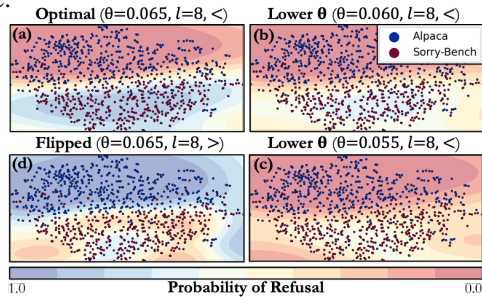 Optimal (θ=0.065, l=8, <)
Lower θ (θ=0.060, l=8, <)
(a)
(b)
Alpaca
Sorry-Bench
Flipped (θ=0.065, l=8, >)
Lower θ (θ=0.055, l=8, <)
(d)
(c)
1.0
Probability of Refusal
0.0